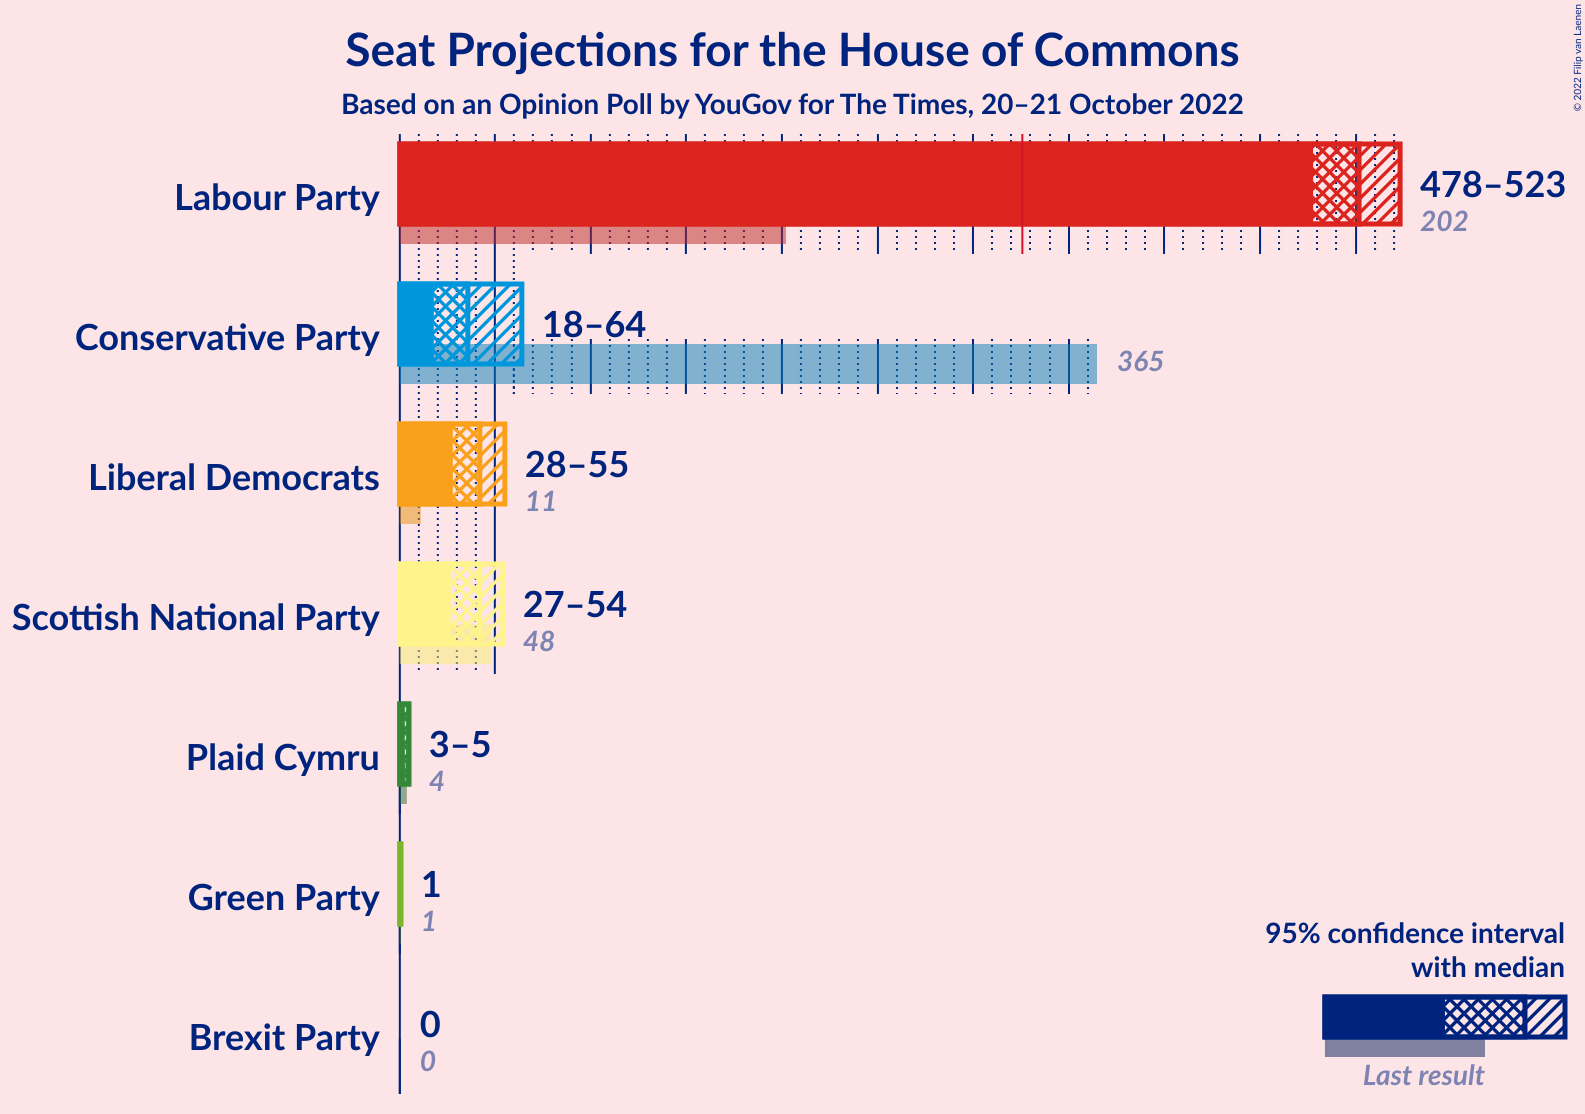 Seat Projections for the House of Commons
Based on an Opinion Poll by YouGov for The Times, 20–21 October 2022
© 2022 Filip van Laenen
Labour Party
478–523
202
Conservative Party
18–64
365
Liberal Democrats
28–55
11
Scottish National Party
27–54
48
Plaid Cymru
3–5
4
Green Party
1
1
Brexit Party
0
0
95% confidence interval
with median
Last result